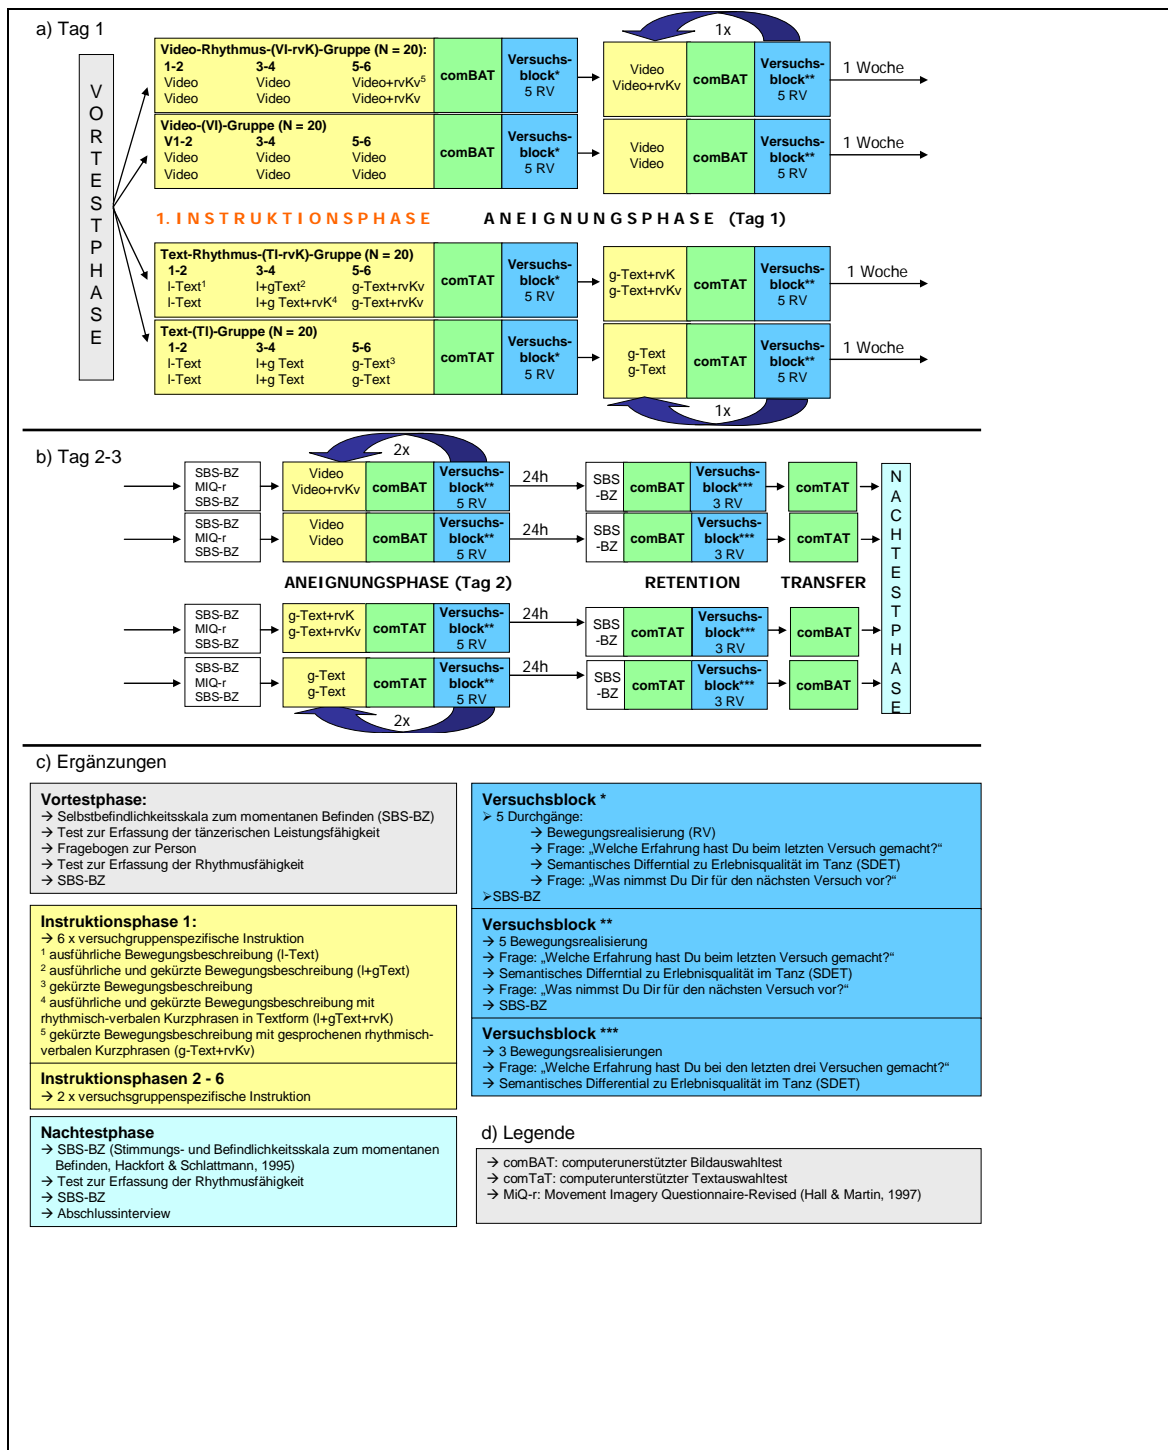 a) Tag 1
VORTESTPHASE
Video-Rhythmus-(VI-rvK)-Gruppe (N = 20):
1-2 3-4 5-6
Video Video Video+rvKv⁵
Video Video Video+rvKv
comBAT
Versuchs-
block*
5 RV
1x
Video
Video+rvKv
comBAT
Versuchs-
block**
5 RV
1 Woche
Video-(VI)-Gruppe (N = 20)
V1-2 3-4 5-6
Video Video Video
Video Video Video
comBAT
Versuchs-
block*
5 RV
Video
Video
comBAT
Versuchs-
block**
5 RV
1 Woche
1. INSTRUKTIONSPHASE ANEIGNUNGSPHASE (Tag 1)
Text-Rhythmus-(TI-rvK)-Gruppe (N = 20)
1-2 3-4 5-6
l-Text¹ l+gText² g-Text+rvKv
l-Text l+g Text+rvK⁴ g-Text+rvKv
comTAT
Versuchs-
block*
5 RV
g-Text+rvK
g-Text+rvKv
comTAT
Versuchs-
block**
5 RV
1 Woche
Text-(TI)-Gruppe (N = 20)
1-2 3-4 5-6
l-Text l+g Text g-Text³
l-Text l+g Text g-Text
comTAT
Versuchs-
block*
5 RV
g-Text
g-Text
comTAT
Versuchs-
block**
5 RV
1 Woche
1x
b) Tag 2-3
2x
SBS-BZ
MIQ-r
SBS-BZ
Video
Video+rvKv
comBAT
Versuchs-
block**
5 RV
24h
SBS
-BZ
comBAT
Versuchs-
block***
3 RV
comTAT
NACHTESTPHASE
SBS-BZ
MIQ-r
SBS-BZ
Video
Video
comBAT
Versuchs-
block**
5 RV
24h
SBS
-BZ
comBAT
Versuchs-
block***
3 RV
comTAT
ANEIGNUNGSPHASE (Tag 2) RETENTION TRANSFER
SBS-BZ
MIQ-r
SBS-BZ
g-Text+rvK
g-Text+rvKv
comTAT
Versuchs-
block**
5 RV
24h
SBS
-BZ
comTAT
Versuchs-
block***
3 RV
comBAT
SBS-BZ
MIQ-r
SBS-BZ
g-Text
g-Text
comTAT
Versuchs-
block**
5 RV
24h
SBS
-BZ
comTAT
Versuchs-
block***
3 RV
comBAT
2x
c) Ergänzungen
Vortestphase:
→ Selbstbefindlichkeitsskala zum momentanen Befinden (SBS-BZ)
→ Test zur Erfassung der tänzerischen Leistungsfähigkeit
→ Fragebogen zur Person
→ Test zur Erfassung der Rhythmusfähigkeit
→ SBS-BZ
Instruktionsphase 1:
→ 6 x versuchgruppenspezifische Instruktion
¹ ausführliche Bewegungsbeschreibung (l-Text)
² ausführliche und gekürzte Bewegungsbeschreibung (l+gText)
³ gekürzte Bewegungsbeschreibung
⁴ ausführliche und gekürzte Bewegungsbeschreibung mit
rhythmisch-verbalen Kurzphrasen in Textform (l+gText+rvK)
⁵ gekürzte Bewegungsbeschreibung mit gesprochenen rhythmisch-
verbalen Kurzphrasen (g-Text+rvKv)
Instruktionsphasen 2 - 6
→ 2 x versuchsgruppenspezifische Instruktion
Nachtestphase
→ SBS-BZ (Stimmungs- und Befindlichkeitsskala zum momentanen
Befinden, Hackfort & Schlattmann, 1995)
→ Test zur Erfassung der Rhythmusfähigkeit
→ SBS-BZ
→ Abschlussinterview
Versuchsblock *
➢ 5 Durchgänge:
→ Bewegungsrealisierung (RV)
→ Frage: „Welche Erfahrung hast Du beim letzten Versuch gemacht?“
→ Semantisches Differntial zu Erlebnisqualität im Tanz (SDET)
→ Frage: „Was nimmst Du Dir für den nächsten Versuch vor?“
➢SBS-BZ
Versuchsblock **
→ 5 Bewegungsrealisierung
→ Frage: „Welche Erfahrung hast Du beim letzten Versuch gemacht?“
→ Semantisches Differntial zu Erlebnisqualität im Tanz (SDET)
→ Frage: „Was nimmst Du Dir für den nächsten Versuch vor?“
→ SBS-BZ
Versuchsblock ***
→ 3 Bewegungsrealisierungen
→ Frage: „Welche Erfahrung hast Du bei den letzten drei Versuchen gemacht?“
→ Semantisches Differential zu Erlebnisqualität im Tanz (SDET)
d) Legende
→ comBAT: computerunerstützter Bildauswahltest
→ comTaT: computerunterstützter Textauswahltest
→ MiQ-r: Movement Imagery Questionnaire-Revised (Hall & Martin, 1997)